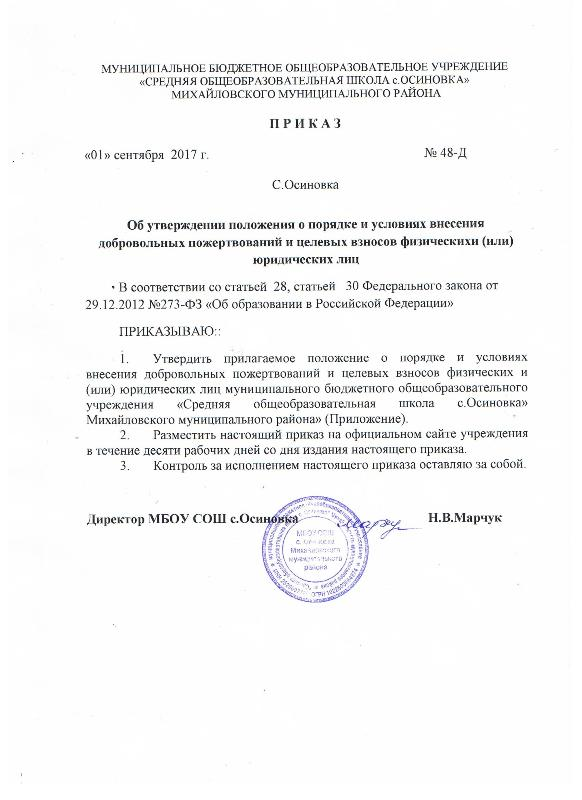 МУНИЦИПАЛЬНОЕ БЮДЖЕТНОЕ ОБЩЕОБРАЗОВАТЕЛЬНОЕ УЧРЕЖДЕНИЕ
«СРЕДНЯЯ ОБЩЕОБРАЗОВАТЕЛЬНАЯ ШКОЛА с.ОСИНОВКА»
МИХАЙЛОВСКОГО МУНИЦИПАЛЬНОГО РАЙОНА
П Р И К А З
«01» сентября 2017 г. № 48-Д
С.Осиновка
Об утверждении положения о порядке и условиях внесения
добровольных пожертвований и целевых взносов физическихи (или)
юридических лиц
В соответствии со статьей 28, статьей 30 Федерального закона от
29.12.2012 №273-ФЗ «Об образовании в Российской Федерации»
ПРИКАЗЫВАЮ::
1. Утвердить прилагаемое положение о порядке и условиях
внесения добровольных пожертвований и целевых взносов физических и
(или) юридических лиц муниципального бюджетного общеобразовательного
учреждения «Средняя общеобразовательная школа с.Осиновка»
Михайловского муниципального района» (Приложение).
2. Разместить настоящий приказ на официальном сайте учреждения
в течение десяти рабочих дней со дня издания настоящего приказа.
3. Контроль за исполнением настоящего приказа оставляю за собой.
Директор МБОУ СОШ с.Осиновка Н.В.Марчук
МБОУ СОШ
Михайловского
муниципального
района